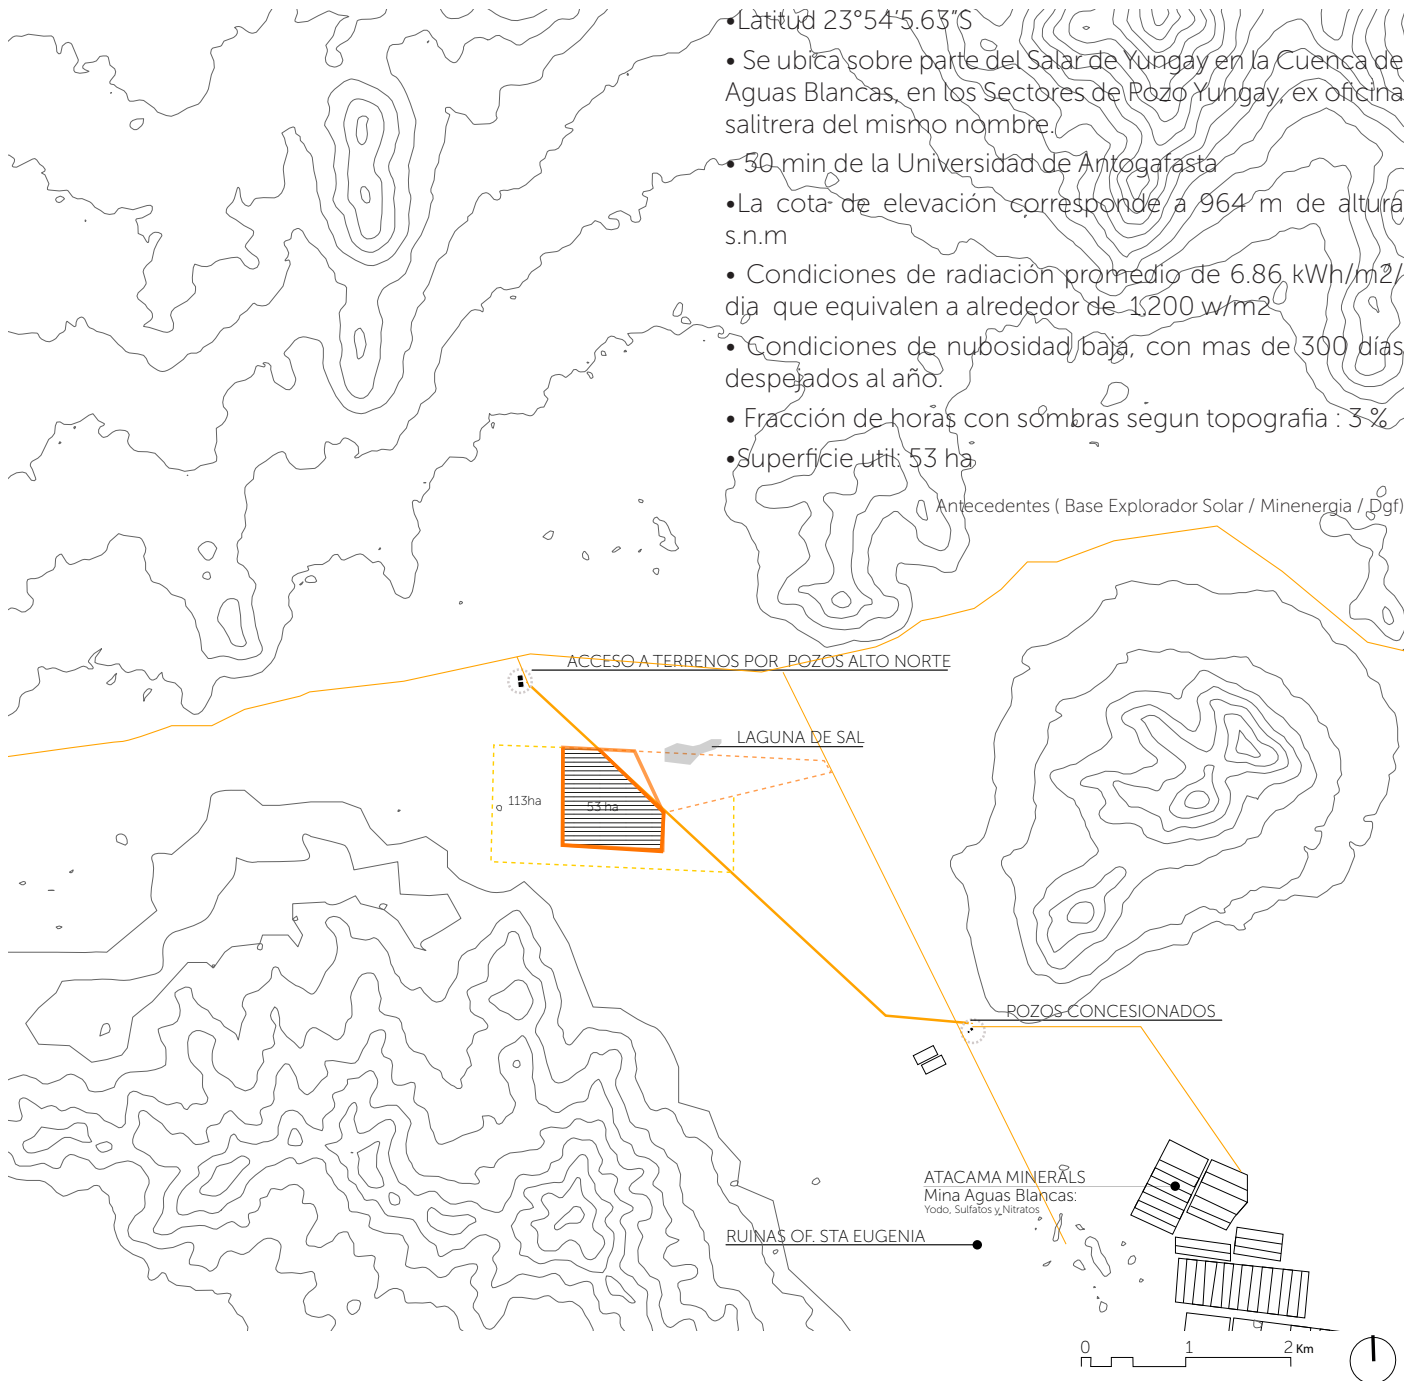 •Latitud 23°54'5.63"S
• Se ubica sobre parte del Salar de Yungay en la Cuenca de
Aguas Blancas, en los Sectores de Pozo Yungay, ex oficina
salitrera del mismo nombre.
• 50 min de la Universidad de Antogafasta
•La cota de elevación corresponde a 964 m de altura
s.n.m
• Condiciones de radiación promedio de 6.86 kWh/m2/
dia que equivalen a alrededor de 1,200 w/m2
• Condiciones de nubosidad baja, con mas de 300 días
despejados al año.
• Fracción de horas con sombras segun topografia : 3 %
•Superficie util: 53 ha
Antecedentes ( Base Explorador Solar / Minenergia / Dgf)
ACCESO A TERRENOS POR POZOS ALTO NORTE
LAGUNA DE SAL
113ha
53 ha
POZOS CONCESIONADOS
ATACAMA MINERALS
Mina Aguas Blancas:
Yodo, Sulfatos y Nitratos
RUINAS OF. STA EUGENIA
0 1 2 Km